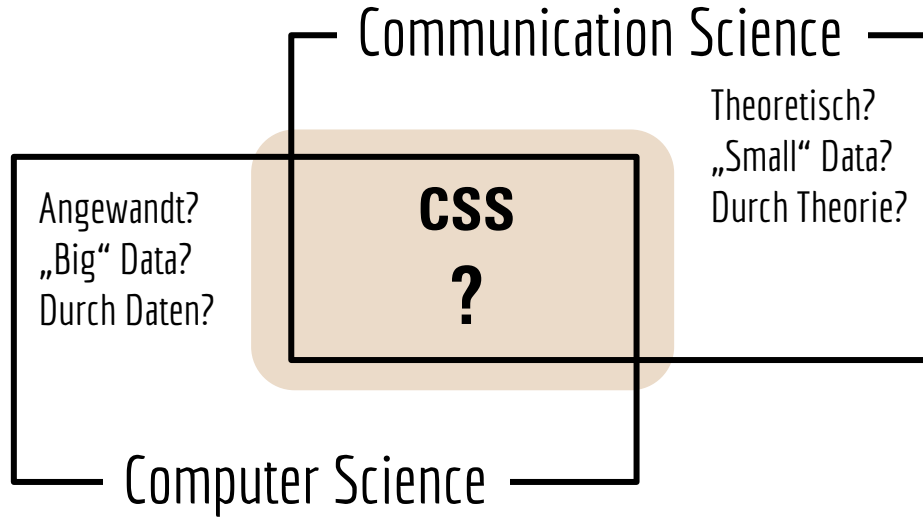 Communication Science
Theoretisch?
„Small“ Data?
Durch Theorie?
Angewandt?
„Big“ Data?
Durch Daten?
CSS
?
Computer Science